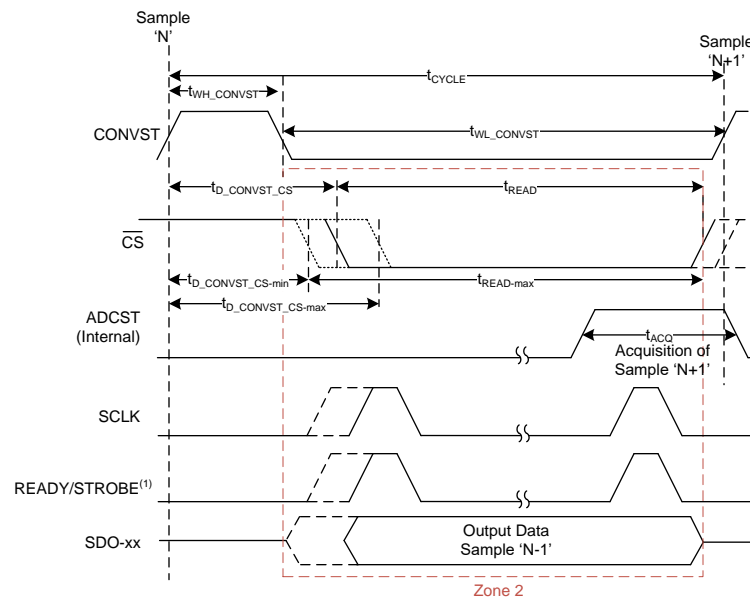 Sample
'N'
Sample
'N+1'
tCYCLE
tWH_CONVST
CONVST
tWL_CONVST
tD_CONVST_CS
tREAD
CS
tD_CONVST_CS-min
tREAD-max
tD_CONVST_CS-max
ADCST
(Internal)
tACQ
Acquisition of
Sample 'N+1'
SCLK
READY/STROBE(1)
SDO-xx
Output Data
Sample 'N-1'
Zone 2